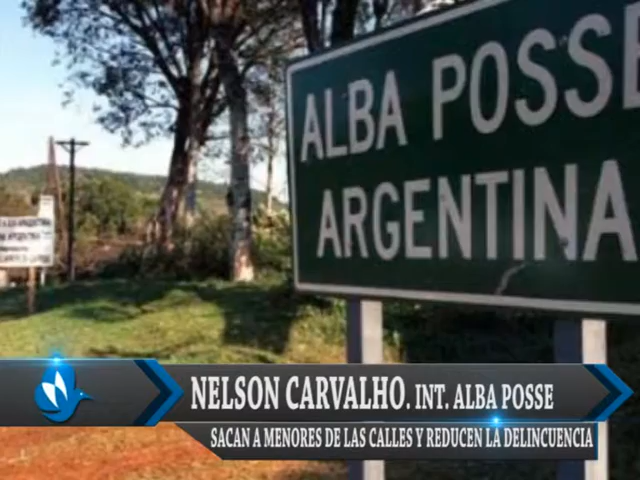 ALBA POSSE
ARGENTINA
NELSON CARVALHO. INT. ALBA POSSE
SACAN A MENORES DE LAS CALLES Y REDUCEN LA DELINCUENCIA